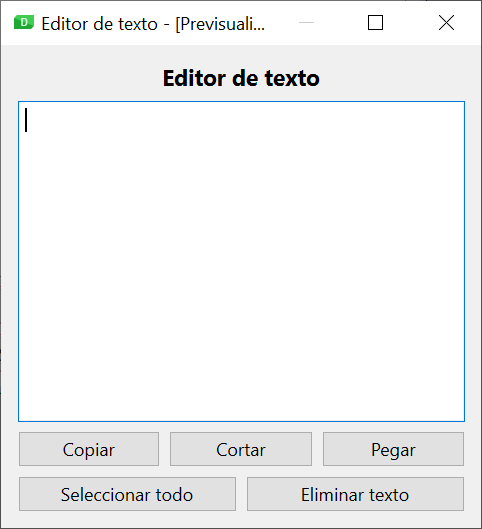 D Editor de texto - [Previsuali...
Editor de texto
Copiar Cortar Pegar
Seleccionar todo Eliminar texto